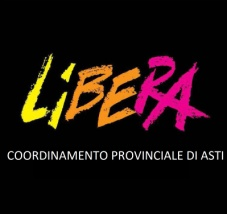 LiBERA
COORDINAMENTO PROVINCIALE DI ASTI